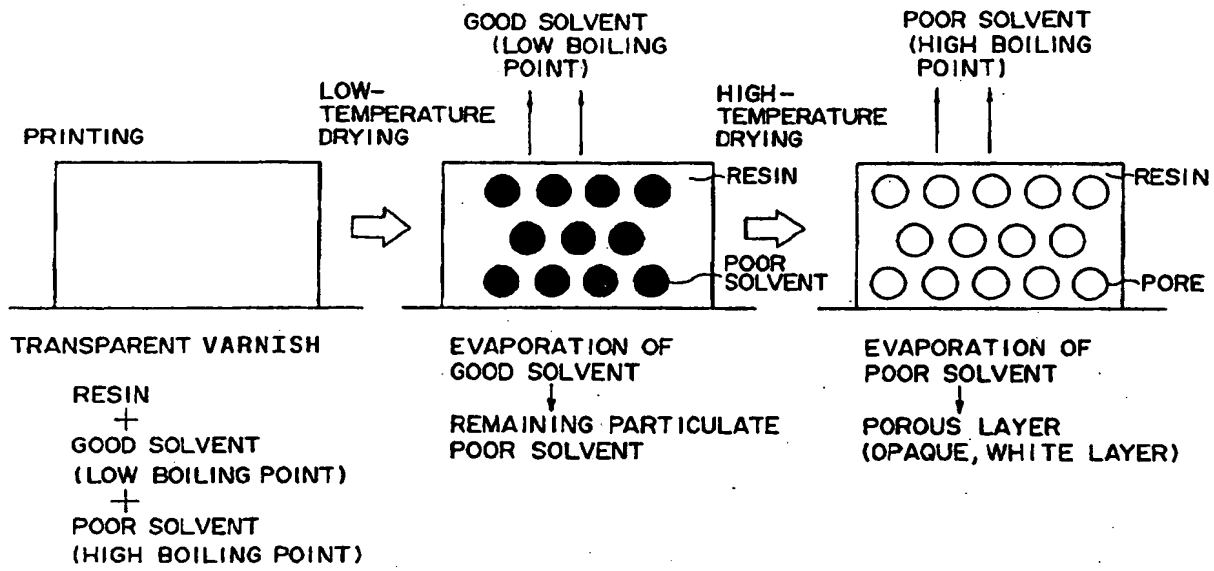 PRINTING
TRANSPARENT VARNISH
RESIN
+
GOOD SOLVENT
(LOW BOILING POINT)
+
POOR SOLVENT
(HIGH BOILING POINT)
LOW-
TEMPERATURE
DRYING
GOOD SOLVENT
(LOW BOILING
POINT)
RESIN
POOR
SOLVENT
EVAPORATION OF
GOOD SOLVENT
REMAINING PARTICULATE
POOR SOLVENT
HIGH-
TEMPERATURE
DRYING
POOR SOLVENT
(HIGH BOILING
POINT)
RESIN
PORE
EVAPORATION OF
POOR SOLVENT
POROUS LAYER
(OPAQUE, WHITE LAYER)